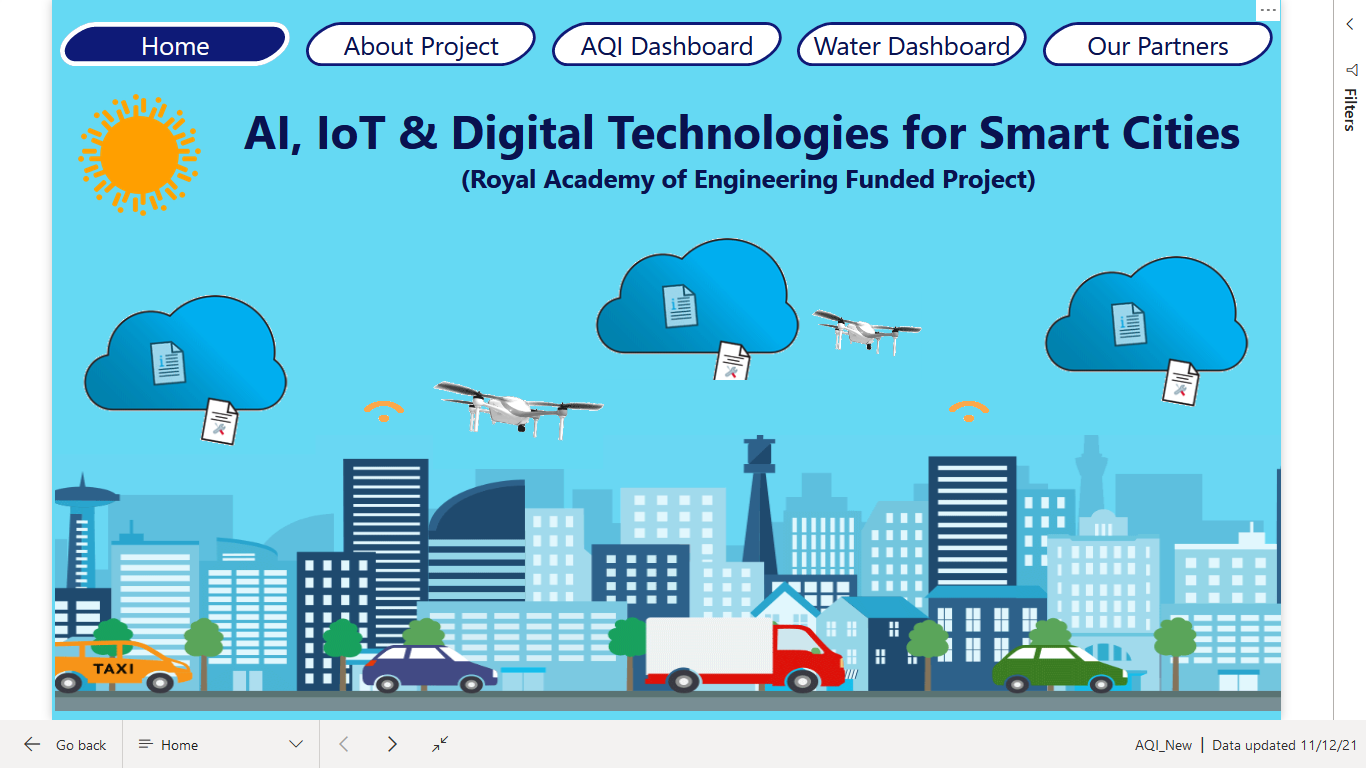 Home
About Project
AQI Dashboard
Water Dashboard
Our Partners
Filters
AI, IoT & Digital Technologies for Smart Cities
(Royal Academy of Engineering Funded Project)
TAXI
Go back
Home
AQI_New | Data updated 11/12/21